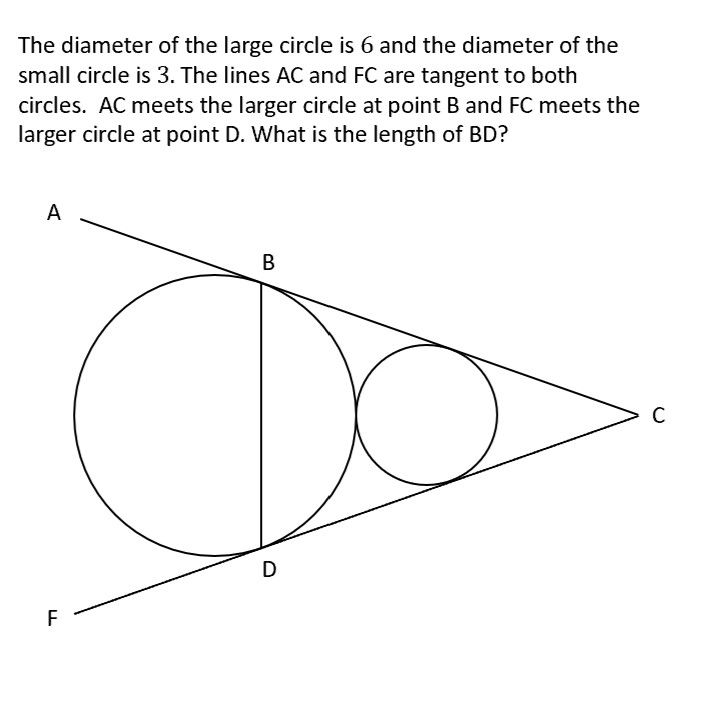 The diameter of the large circle is 6 and the diameter of the
small circle is 3. The lines AC and FC are tangent to both
circles.  AC meets the larger circle at point B and FC meets the
larger circle at point D. What is the length of BD?
A
B
C
D
F